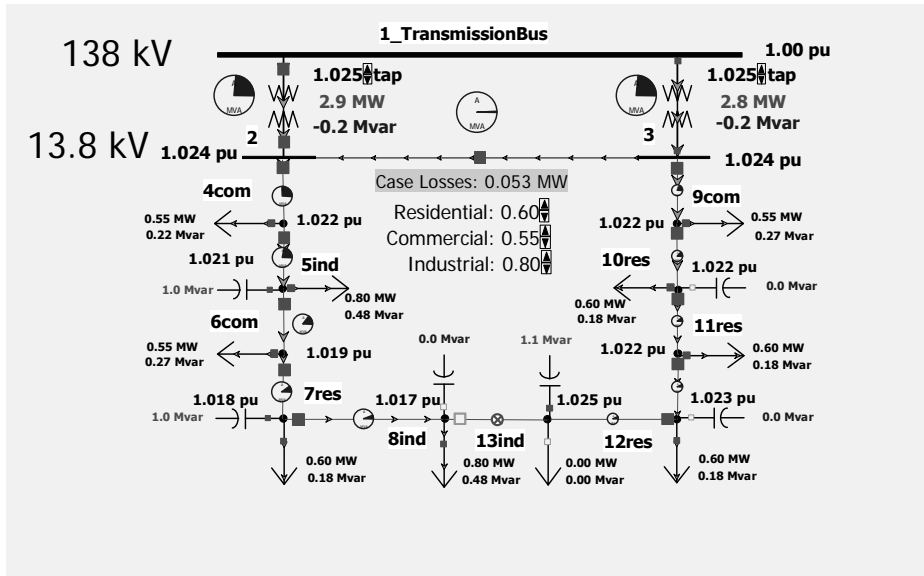 1_TransmissionBus
138 kV
1.00 pu
1.025 tap
1.025 tap
A
MVA
A
MVA
A
MVA
2.9 MW
-0.2 Mvar
2.8 MW
-0.2 Mvar
2
3
13.8 kV
1.024 pu
1.024 pu
Case Losses: 0.053 MW
4com
9com
Residential: 0.60
Commercial: 0.55
Industrial: 0.80
0.55 MW
0.22 Mvar
1.022 pu
1.022 pu
0.55 MW
0.27 Mvar
1.021 pu
5ind
10res
1.022 pu
1.0 Mvar
0.80 MW
0.48 Mvar
0.60 MW
0.18 Mvar
0.0 Mvar
6com
11res
0.55 MW
0.27 Mvar
1.019 pu
0.0 Mvar
1.1 Mvar
1.022 pu
0.60 MW
0.18 Mvar
7res
1.018 pu
1.017 pu
1.025 pu
1.023 pu
1.0 Mvar
0.0 Mvar
8ind
13ind
12res
0.60 MW
0.18 Mvar
0.80 MW
0.48 Mvar
0.00 MW
0.00 Mvar
0.60 MW
0.18 Mvar